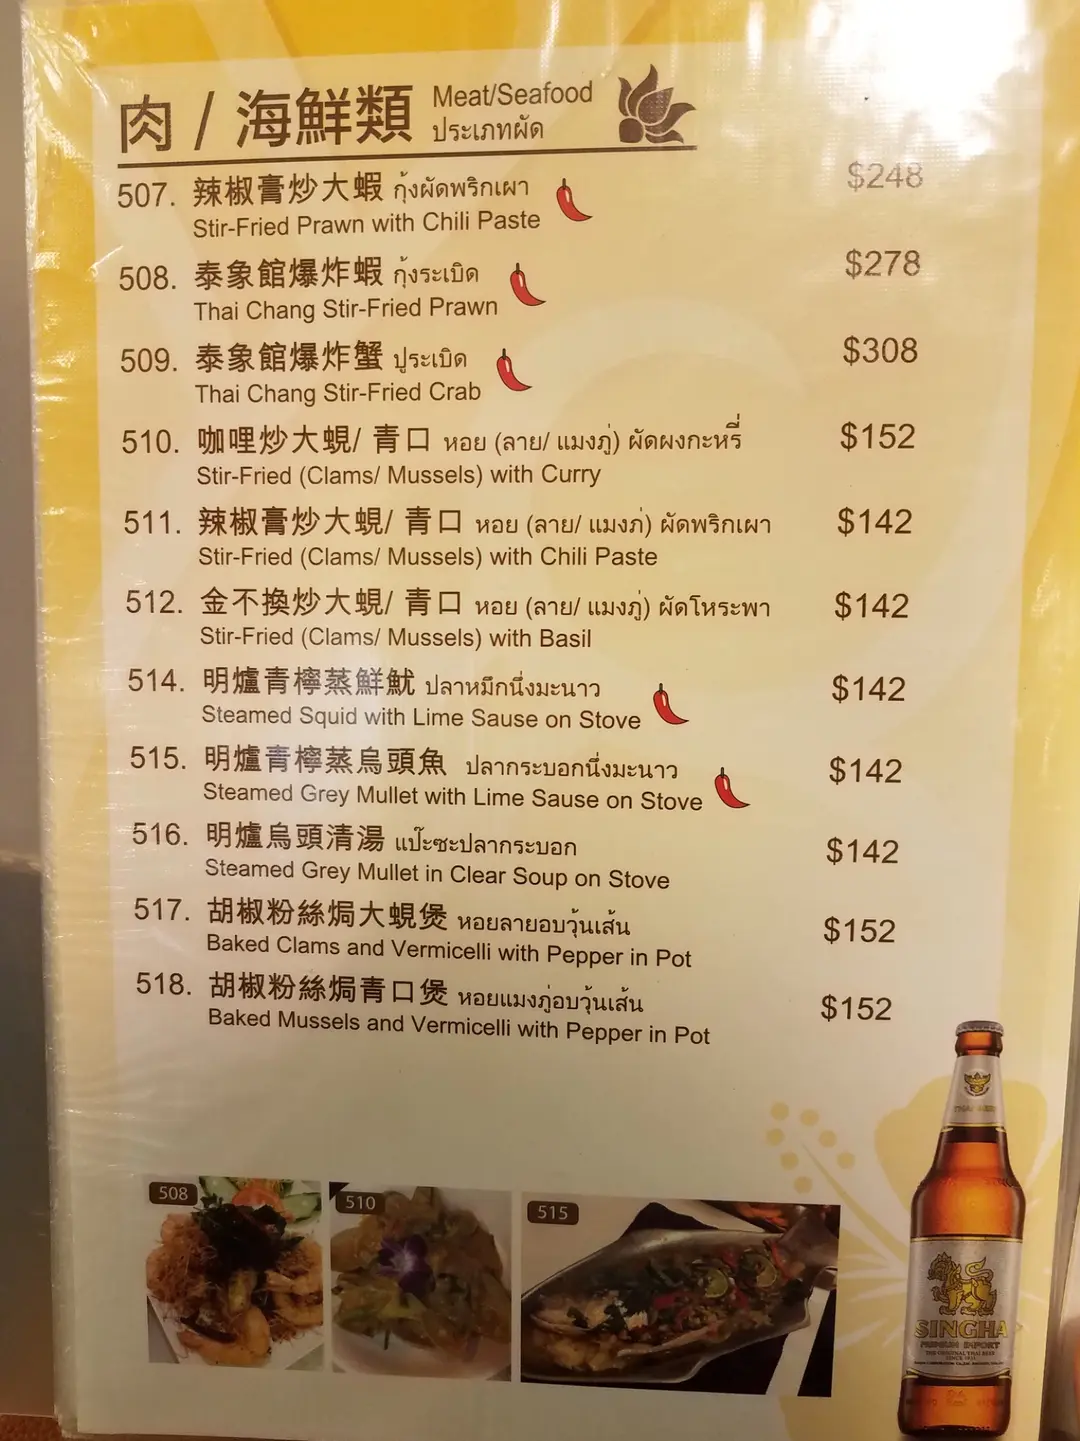 肉 / 海鮮類 Meat/Seafood
ประเภทผัด
507. 辣椒膏炒大蝦 กุ้งผัดพริกเผา $248
Stir-Fried Prawn with Chili Paste
508. 泰象館爆炸蝦 กุ้งระเบิด $278
Thai Chang Stir-Fried Prawn
509. 泰象館爆炸蟹 ปูระเบิด $308
Thai Chang Stir-Fried Crab
510. 咖哩炒大蜆/ 青口 หอย (ลาย/ แมงภู่) ผัดผงกะหรี่ $152
Stir-Fried (Clams/ Mussels) with Curry
511. 辣椒膏炒大蜆/ 青口 หอย (ลาย/ แมงภ่) ผัดพริกเผา $142
Stir-Fried (Clams/ Mussels) with Chili Paste
512. 金不換炒大蜆/ 青口 หอย (ลาย/ แมงภู่) ผัดโหระพา $142
Stir-Fried (Clams/ Mussels) with Basil
514. 明爐青檸蒸鮮魷 ปลาหมึกนึ่งมะนาว $142
Steamed Squid with Lime Sause on Stove
515. 明爐青檸蒸烏頭魚 ปลากระบอกนึ่งมะนาว $142
Steamed Grey Mullet with Lime Sause on Stove
516. 明爐烏頭清湯 แป๊ะซะปลากระบอก $142
Steamed Grey Mullet in Clear Soup on Stove
517. 胡椒粉絲焗大蜆煲 หอยลายอบวุ้นเส้น $152
Baked Clams and Vermicelli with Pepper in Pot
518. 胡椒粉絲焗青口煲 หอยแมงภู่อบวุ้นเส้น $152
Baked Mussels and Vermicelli with Pepper in Pot
508
510
515
SINGHA
PREMIUM IMPORT
THE ORIGINAL THAI BEER
SINCE 1933